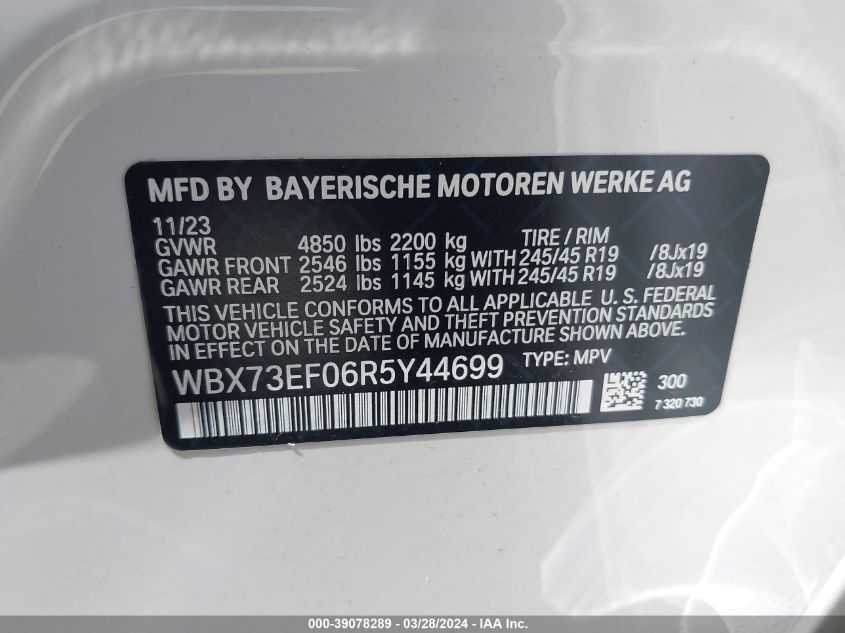 MFD BY BAYERISCHE MOTOREN WERKE AG
11/23
GVWR 4850 lbs 2200 kg TIRE / RIM
GAWR FRONT 2546 lbs 1155 kg WITH 245/45 R19 /8Jx19
GAWR REAR 2524 lbs 1145 kg WITH 245/45 R19 /8Jx19
THIS VEHICLE CONFORMS TO ALL APPLICABLE U. S. FEDERAL
MOTOR VEHICLE SAFETY AND THEFT PREVENTION STANDARDS
IN EFFECT ON THE DATE OF MANUFACTURE SHOWN ABOVE.
WBX73EF06R5Y44699 TYPE: MPV
300
7 320 730
000-39078289 - 03/28/2024 - IAA Inc.